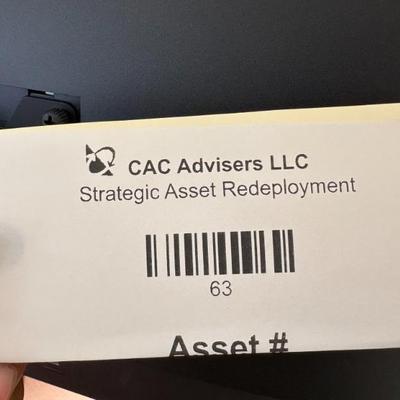 CAC Advisers LLC
Strategic Asset Redeployment
63
Asset #